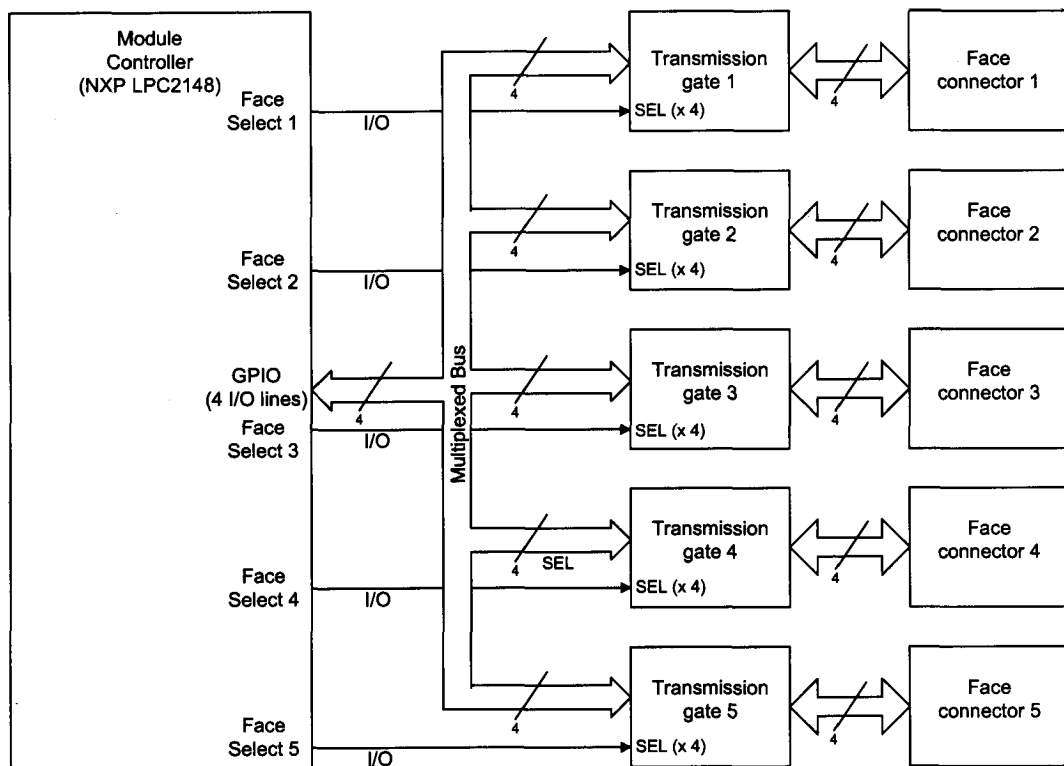 Module
Controller
(NXP LPC2148)
Face
Select 1
I/O
4
SEL (x 4)
Transmission
gate 1
4
Face
connector 1
Face
Select 2
I/O
4
SEL (x 4)
Transmission
gate 2
4
Face
connector 2
GPIO
(4 I/O lines)
4
Multiplexed Bus
Face
Select 3
I/O
4
SEL (x 4)
Transmission
gate 3
4
Face
connector 3
Face
Select 4
I/O
4
SEL
SEL (x 4)
Transmission
gate 4
4
Face
connector 4
Face
Select 5
I/O
4
SEL (x 4)
Transmission
gate 5
4
Face
connector 5